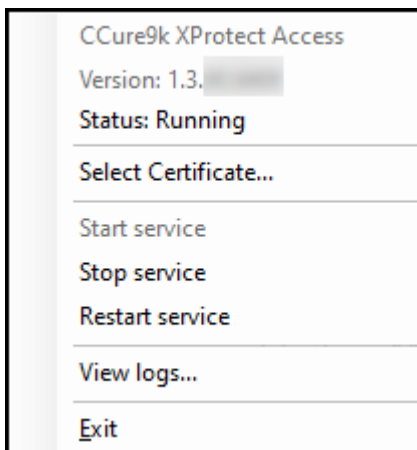 CCure9k XProtect Access
Version: 1.3.
Status: Running
Select Certificate...
Start service
Stop service
Restart service
View logs...
Exit